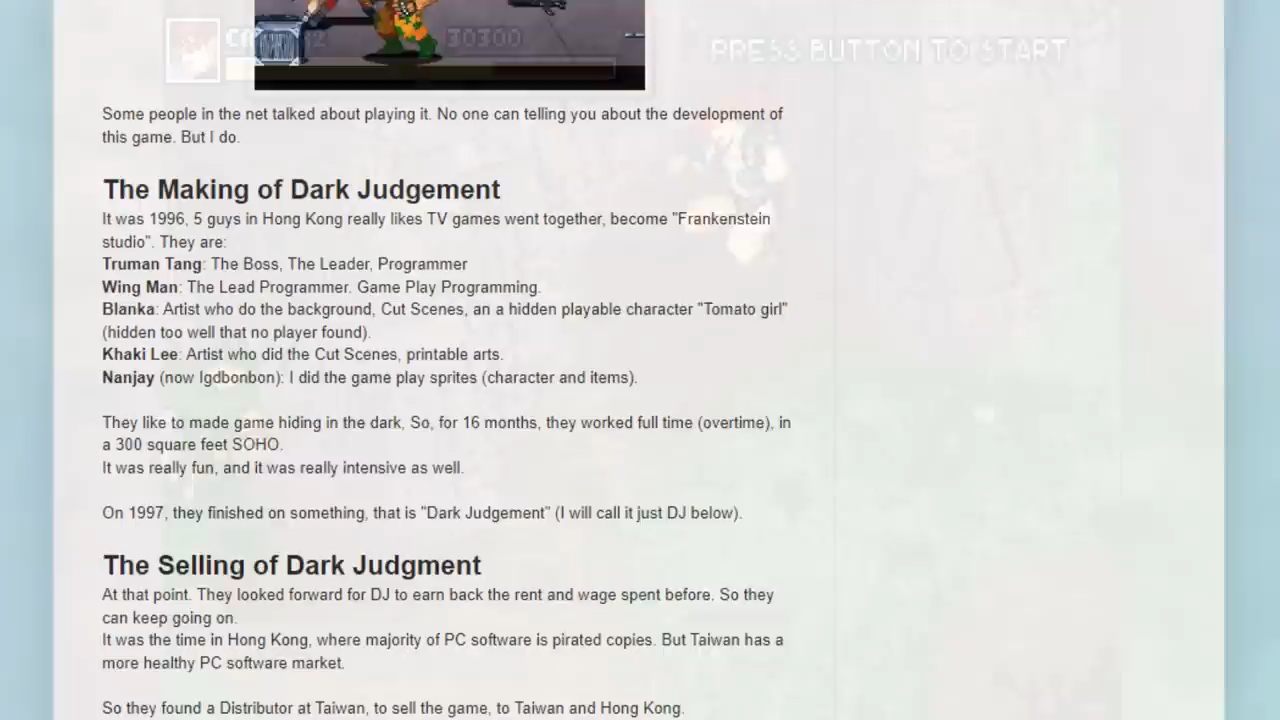 30300
PRESS BUTTON TO START
Some people in the net talked about playing it. No one can telling you about the development of
this game. But I do.
The Making of Dark Judgement
It was 1996, 5 guys in Hong Kong really likes TV games went together, become "Frankenstein
studio". They are:
Truman Tang: The Boss, The Leader, Programmer
Wing Man: The Lead Programmer. Game Play Programming.
Blanka: Artist who do the background, Cut Scenes, an a hidden playable character "Tomato girl"
(hidden too well that no player found).
Khaki Lee: Artist who did the Cut Scenes, printable arts.
Nanjay (now lgdbonbon): I did the game play sprites (character and items).
They like to made game hiding in the dark, So, for 16 months, they worked full time (overtime), in
a 300 square feet SOHO.
It was really fun, and it was really intensive as well.
On 1997, they finished on something, that is "Dark Judgement" (I will call it just DJ below).
The Selling of Dark Judgment
At that point. They looked forward for DJ to earn back the rent and wage spent before. So they
can keep going on.
It was the time in Hong Kong, where majority of PC software is pirated copies. But Taiwan has a
more healthy PC software market.
So they found a Distributor at Taiwan, to sell the game, to Taiwan and Hong Kong.